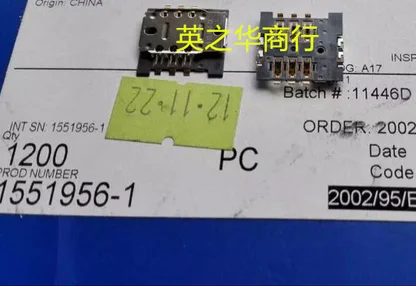 Origin: CHINA
英之华商行
INSP
G. A17
Batch # :11446D
12·11·22
INT SN: 1551956-1
ORDER: 2002
Qty
1200
PC
Date
PROD NUMBER
Code
1551956-1
2002/95/E